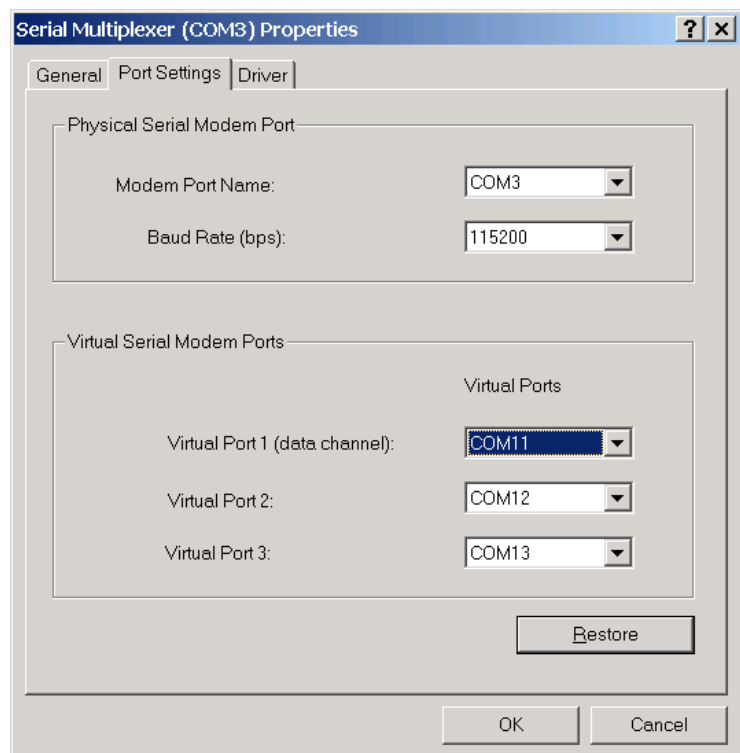 Serial Multiplexer (COM3) Properties
General Port Settings Driver
Physical Serial Modem Port
Modem Port Name: COM3
Baud Rate (bps): 115200
Virtual Serial Modem Ports
Virtual Ports
Virtual Port 1 (data channel): COM11
Virtual Port 2: COM12
Virtual Port 3: COM13
Restore
OK Cancel